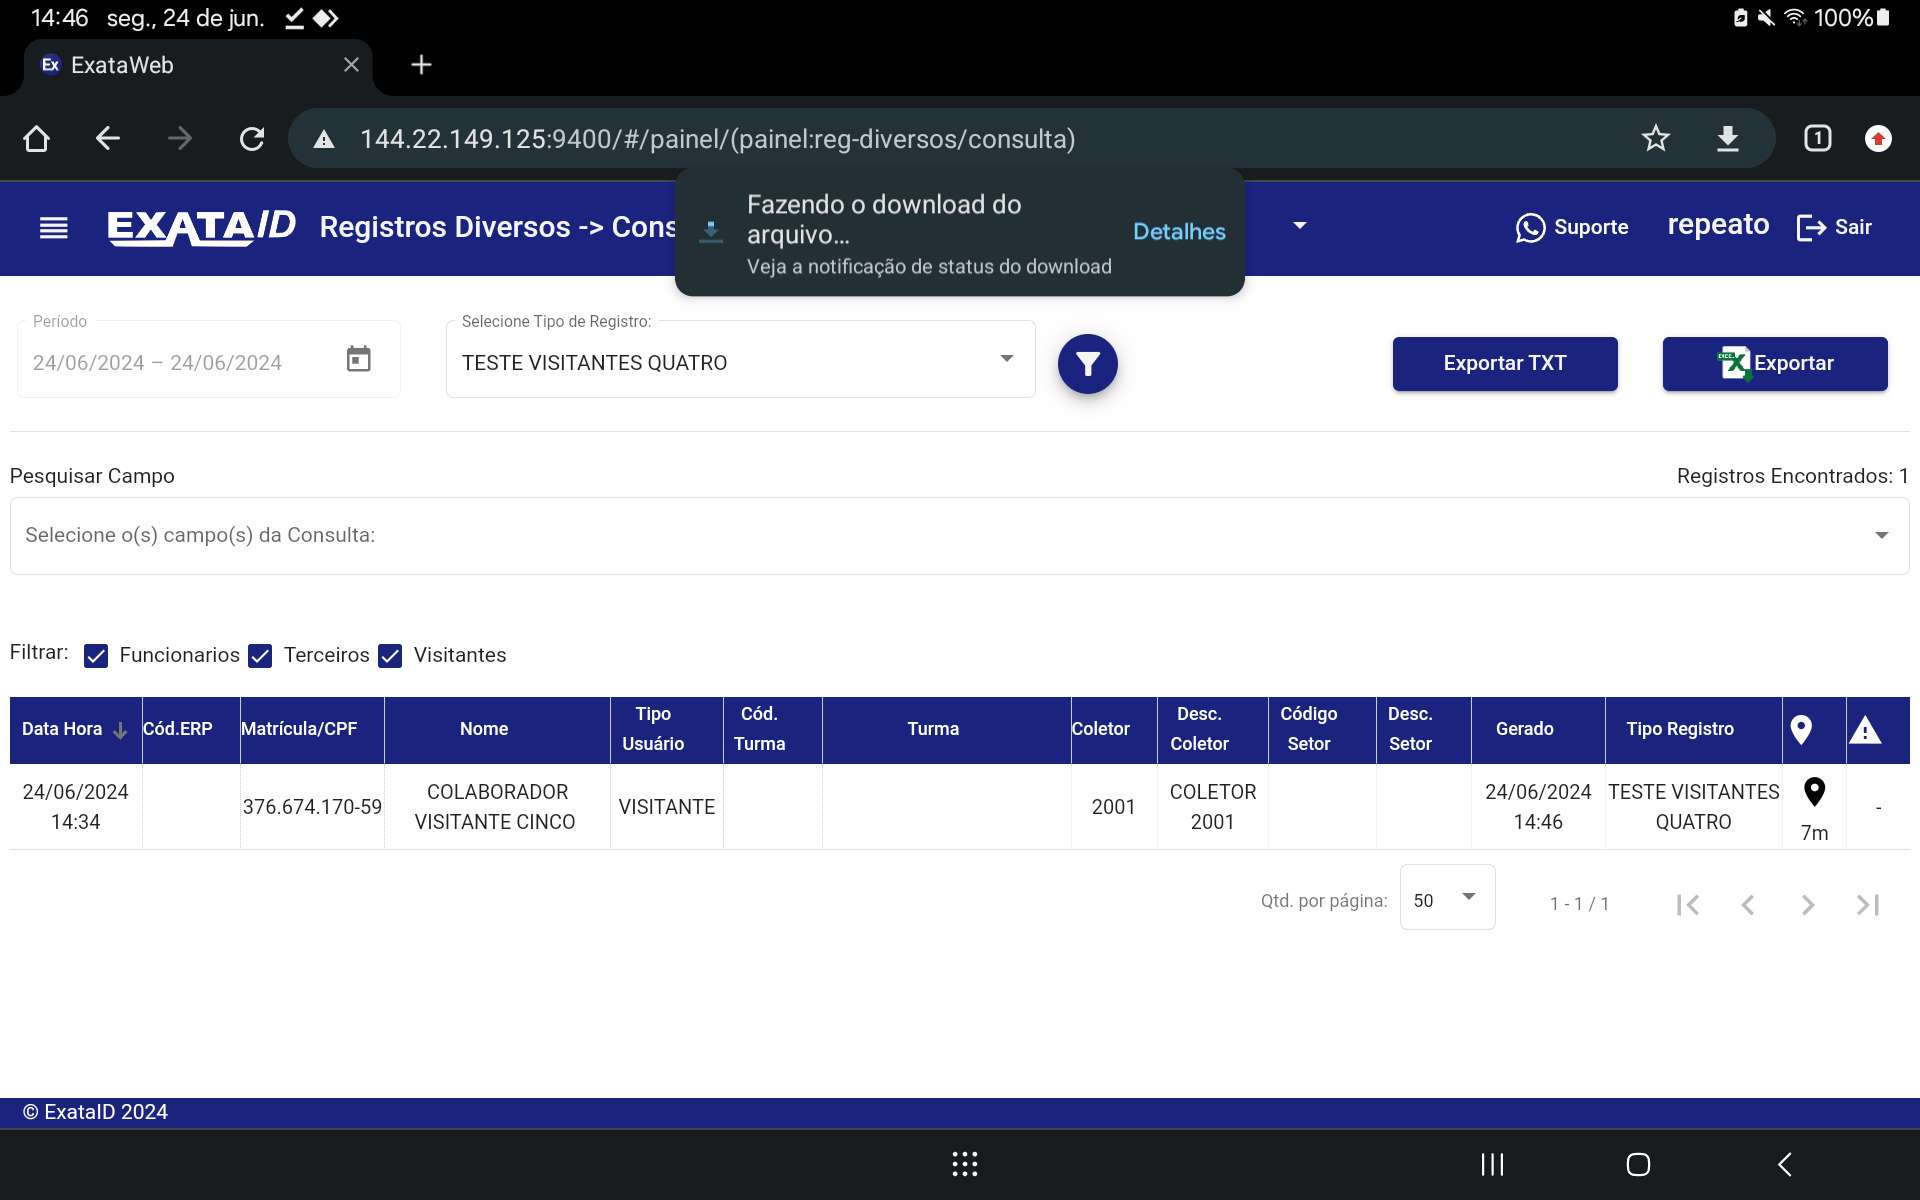 14:46 seg., 24 de jun.
100%
Ex ExataWeb
144.22.149.125:9400/#/painel/(painel:reg-diversos/consulta)
1
EXATAID
Registros Diversos -> Cons
Fazendo o download do
arquivo...
Veja a notificação de status do download
Detalhes
Suporte
repeato
Sair
Período
24/06/2024 – 24/06/2024
Selecione Tipo de Registro:
TESTE VISITANTES QUATRO
Exportar TXT
Exportar
Pesquisar Campo
Registros Encontrados: 1
Selecione o(s) campo(s) da Consulta:
Filtrar: Funcionarios Terceiros Visitantes
Data Hora Cód.ERP Matrícula/CPF Nome Tipo Usuário Cód. Turma Turma Coletor Desc. Coletor Código Setor Desc. Setor Gerado Tipo Registro
24/06/2024 14:34 376.674.170-59 COLABORADOR VISITANTE CINCO VISITANTE 2001 COLETOR 2001 24/06/2024 14:46 TESTE VISITANTES QUATRO 7m -
Qtd. por página: 50 1 - 1 / 1
© ExataID 2024